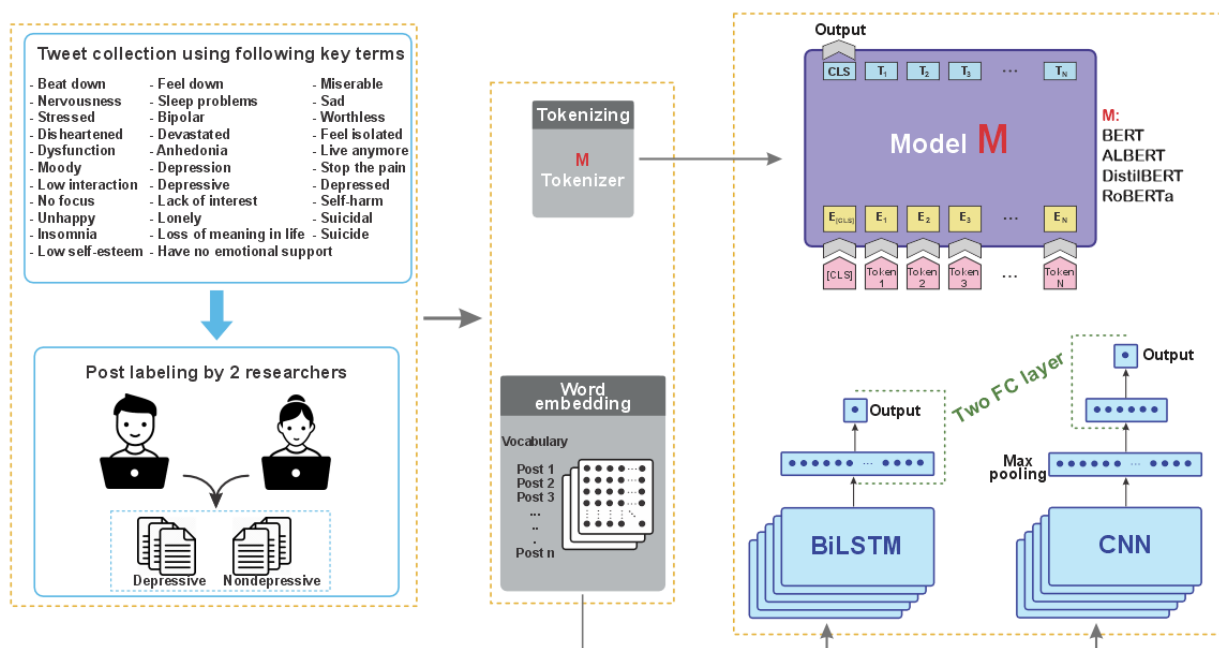 Tweet collection using following key terms
- Beat down
- Nervousness
- Stressed
- Disheartened
- Dysfunction
- Moody
- Low interaction
- No focus
- Unhappy
- Insomnia
- Low self-esteem
- Feel down
- Sleep problems
- Bipolar
- Devastated
- Anhedonia
- Depression
- Depressive
- Lack of interest
- Lonely
- Loss of meaning in life
- Have no emotional support
- Miserable
- Sad
- Worthless
- Feel isolated
- Live anymore
- Stop the pain
- Depressed
- Self-harm
- Suicidal
- Suicide
Post labeling by 2 researchers
Depressive
Nondepressive
Tokenizing
M
Tokenizer
Word
embedding
Vocabulary
Post 1
Post 2
Post 3
...
..
.
Post n
Output
CLS T1 T2 T3 ... TN
Model M
E[CLS] E1 E2 E3 ... EN
[CLS] Token 1 Token 2 Token 3 ... Token N
M:
BERT
ALBERT
DistilBERT
RoBERTa
Output
Two FC layer
Output
Max
pooling
BiLSTM
CNN